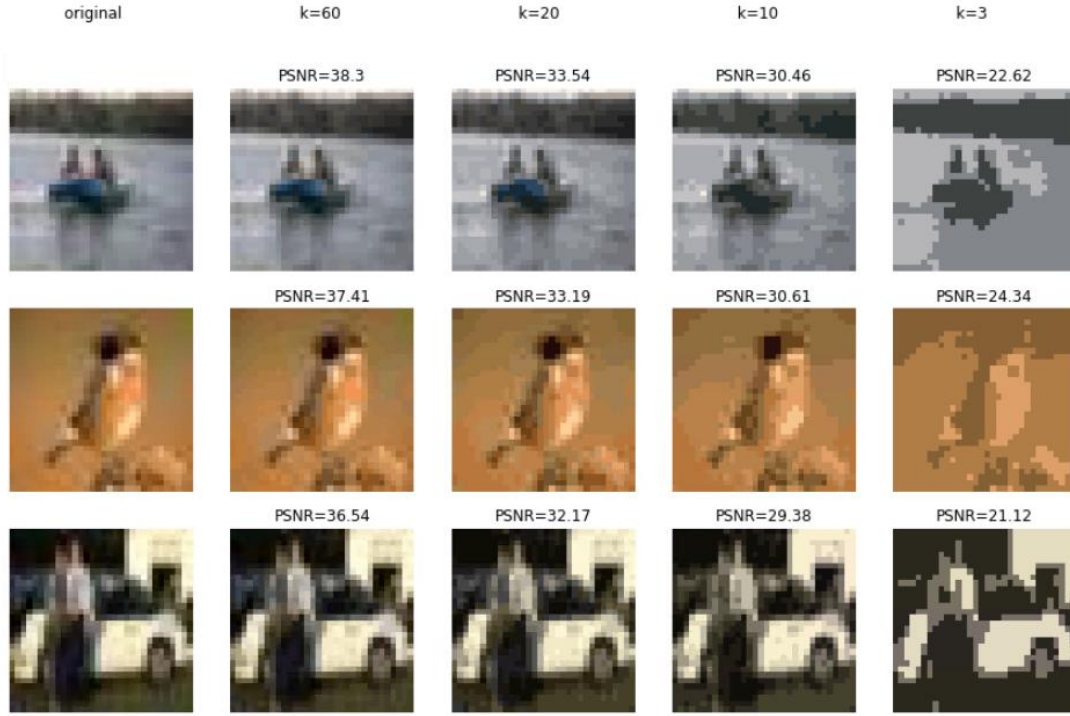 original k=60 k=20 k=10 k=3
PSNR=38.3 PSNR=33.54 PSNR=30.46 PSNR=22.62
PSNR=37.41 PSNR=33.19 PSNR=30.61 PSNR=24.34
PSNR=36.54 PSNR=32.17 PSNR=29.38 PSNR=21.12